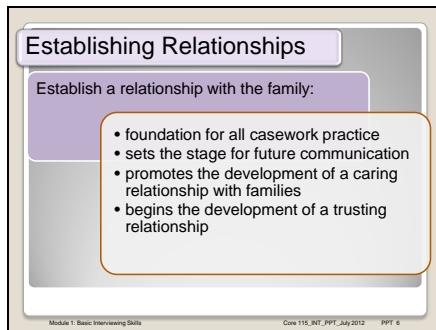 Establishing Relationships
Establish a relationship with the family:
• foundation for all casework practice
• sets the stage for future communication
• promotes the development of a caring
relationship with families
• begins the development of a trusting
relationship
Module 1: Basic Interviewing Skills Core 115_INT_PPT_July 2012 PPT 6